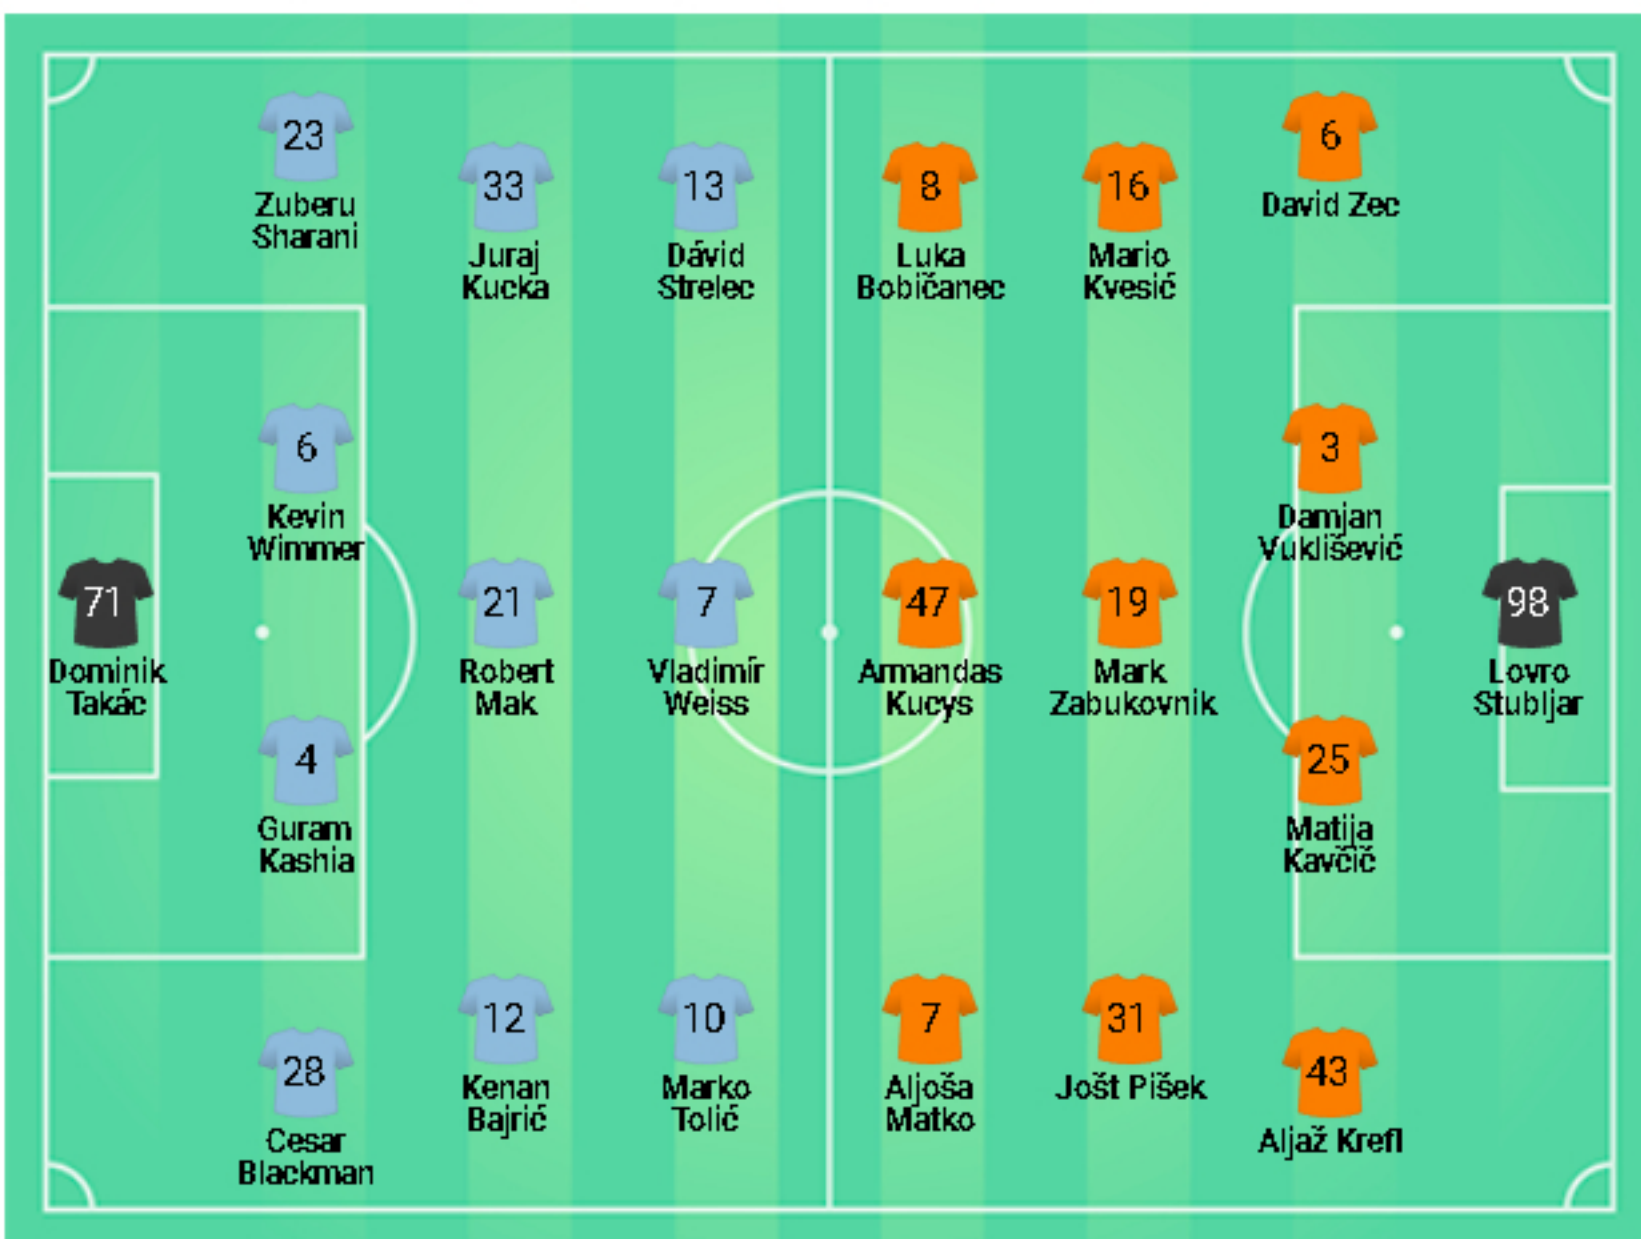 23
Zuberu
Sharani
6
Kevin
Wimmer
71
Dominik
Takác
4
Guram
Kashia
28
Cesar
Blackman
33
Juraj
Kucka
21
Robert
Mak
12
Kenan
Bajrić
13
Dávid
Strelec
7
Vladimír
Weiss
10
Marko
Tolić
8
Luka
Bobičanec
47
Armandas
Kucys
7
Aljoša
Matko
16
Mario
Kvesić
19
Mark
Zabukovnik
31
Jošt Pišek
6
David Zec
3
Damjan
Vuklišević
25
Matija
Kavčič
43
Aljaž Krefl
98
Lovro
Stubljar